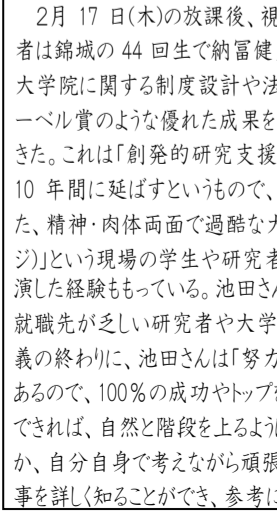 2月 17 日(木)の放課後、視
者は錦城の 44 回生で納冨健
大学院に関する制度設計や法
ーベル賞のような優れた成果を
きた。これは「創発的研究支援
10 年間に延ばすというもので、
た、精神・肉体両面で過酷な大
ジ)」という現場の学生や研究者
演した経験ももっている。池田さん
就職先が乏しい研究者や大学
義の終わりに、池田さんは「努力
あるので、100%の成功やトップを
できれば、自然と階段を上るように
か、自分自身で考えながら頑張
事を詳しく知ることができ、参考に